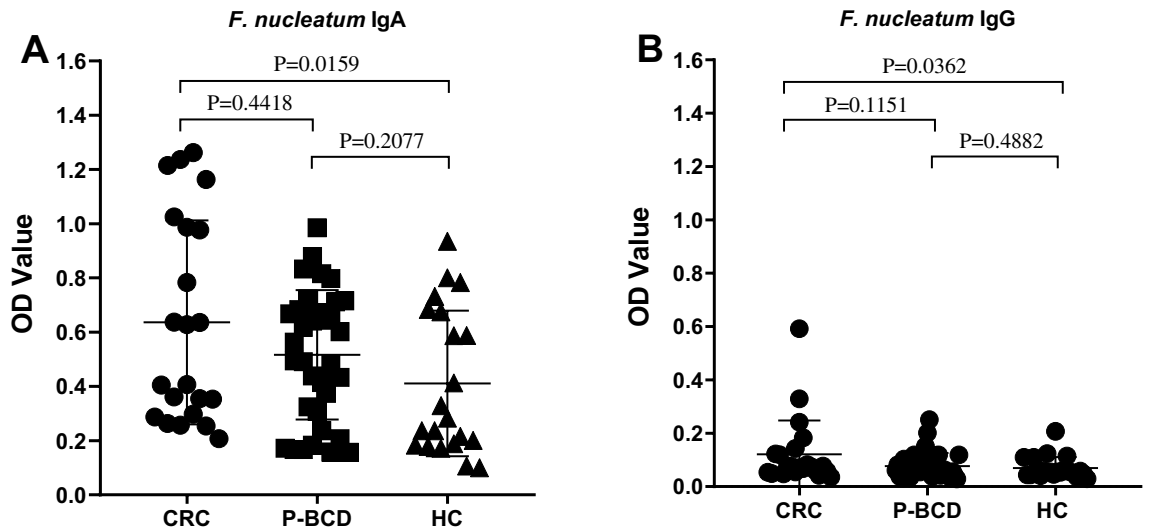 F. nucleatum IgA
A
P=0.0159
P=0.4418
P=0.2077
OD Value
1.6
1.4
1.2
1.0
0.8
0.6
0.4
0.2
0.0
CRC P-BCD HC
F. nucleatum IgG
B
P=0.0362
P=0.1151
P=0.4882
OD Value
1.6
1.4
1.2
1.0
0.8
0.6
0.4
0.2
0.0
CRC P-BCD HC